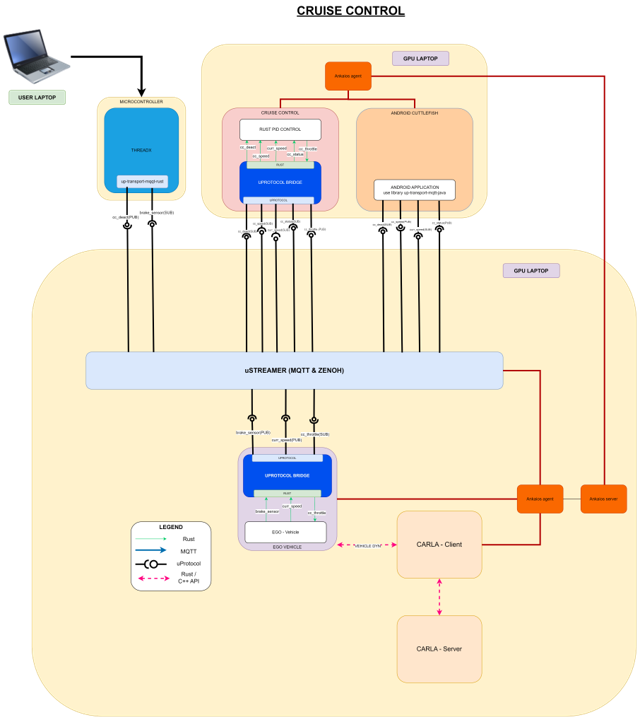 CRUISE CONTROL
GPU LAPTOP
Ankaios agent
USER LAPTOP
MICROCONTROLLER
THREADX
up-transport-mqtt-rust
CRUISE CONTROL
RUST PID CONTROL
curr_speed
cc_throttle
cc_speed
cc_status
RUST
UPROTOCOL BRIDGE
UPROTOCOL
ANDROID CUTTLEFISH
ANDROID APPLICATION
use library up-transport-mqtt-java
brake_sensor(SUB)
GPU LAPTOP
uSTREAMER (MQTT & ZENOH)
brake_sensor(PUB)
curr_speed(PUB)
cc_throttle(SUB)
UPROTOCOL
UPROTOCOL BRIDGE
RUST
brake_sensor
curr_speed
cc_throttle
EGO - Vehicle
EGO VEHICLE
Ankaios agent
Ankaios server
"VEHICLE SYM"
CARLA - Client
CARLA - Server
LEGEND
Rust
MQTT
uProtocol
Rust /
C++ API